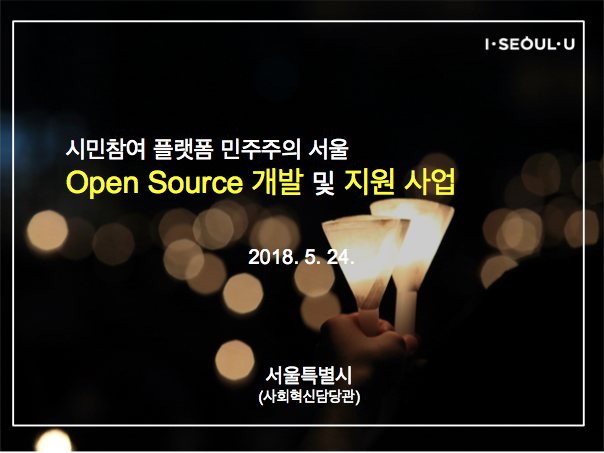 I·SEOUL·U
시민참여 플랫폼 민주주의 서울
Open Source 개발 및 지원 사업
2018. 5. 24.
서울특별시
(사회혁신담당관)